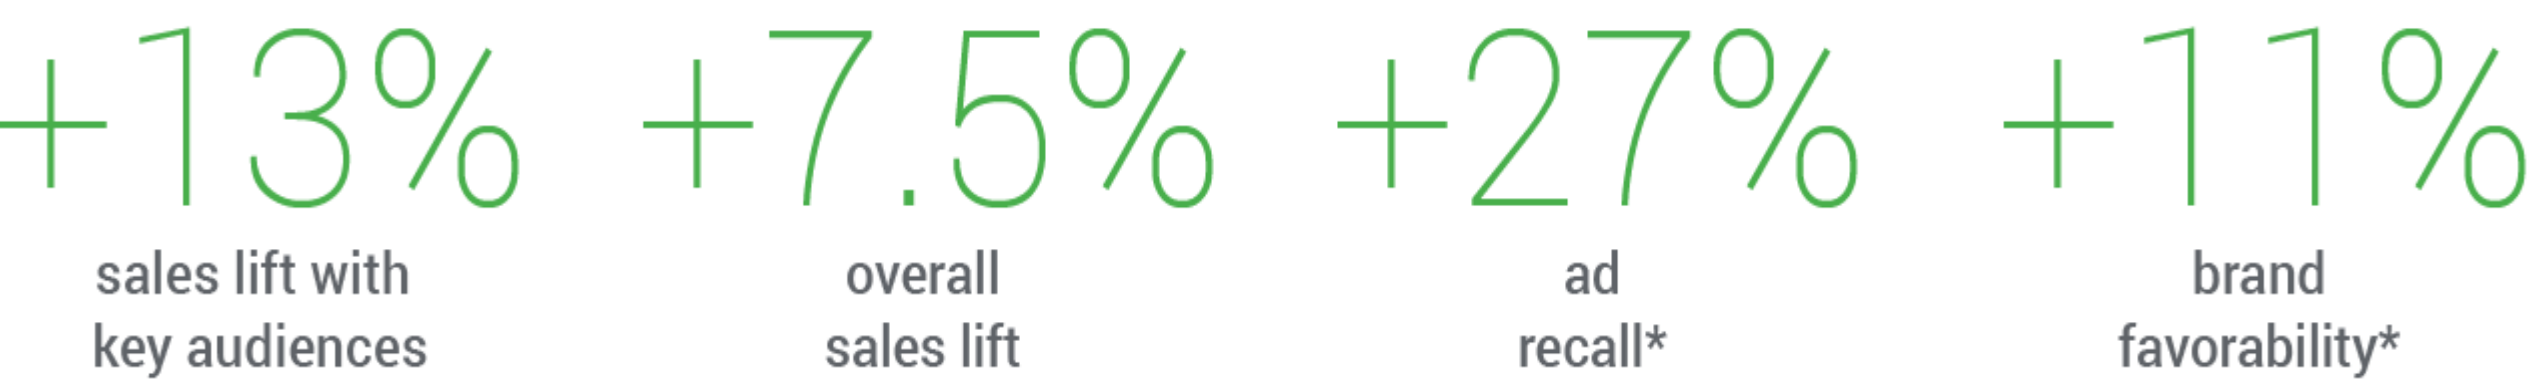 +13% +7.5% +27% +11%
sales lift with overall ad brand
key audiences sales lift recall* favorability*